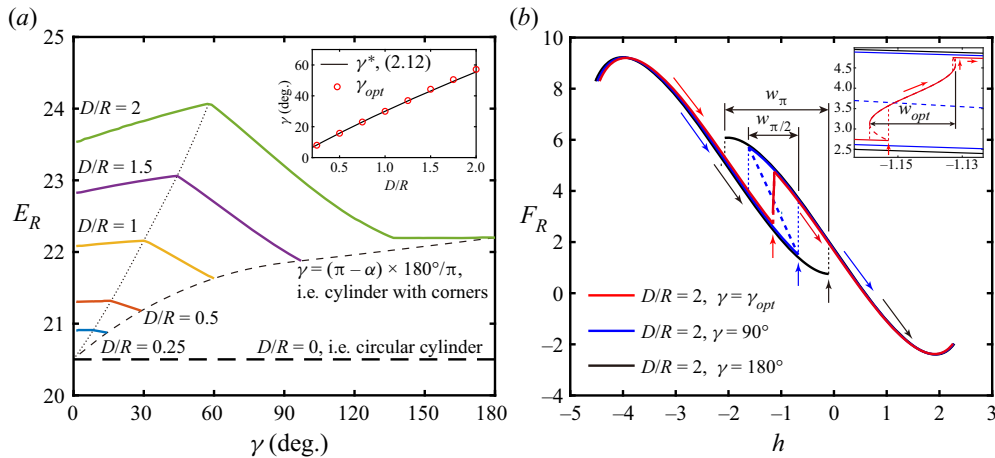 (a)
(b)
25
24
23
22
21
20
E_R
0
30
60
90
120
150
180
γ (deg.)
D/R = 2
D/R = 1.5
D/R = 1
D/R = 0.5
D/R = 0.25
γ = (π – α) × 180°/π,
i.e. cylinder with corners
D/R = 0, i.e. circular cylinder
60
40
20
0
γ (deg.)
γ*, (2.12)
γ_opt
0.5
1.0
1.5
2.0
D/R
10
8
6
4
2
0
−2
−4
F_R
−5
−4
−3
−2
−1
0
1
2
3
h
w_π
w_π/2
D/R = 2, γ = γ_opt
D/R = 2, γ = 90°
D/R = 2, γ = 180°
4.5
4.0
3.5
3.0
2.5
w_opt
−1.15
−1.13